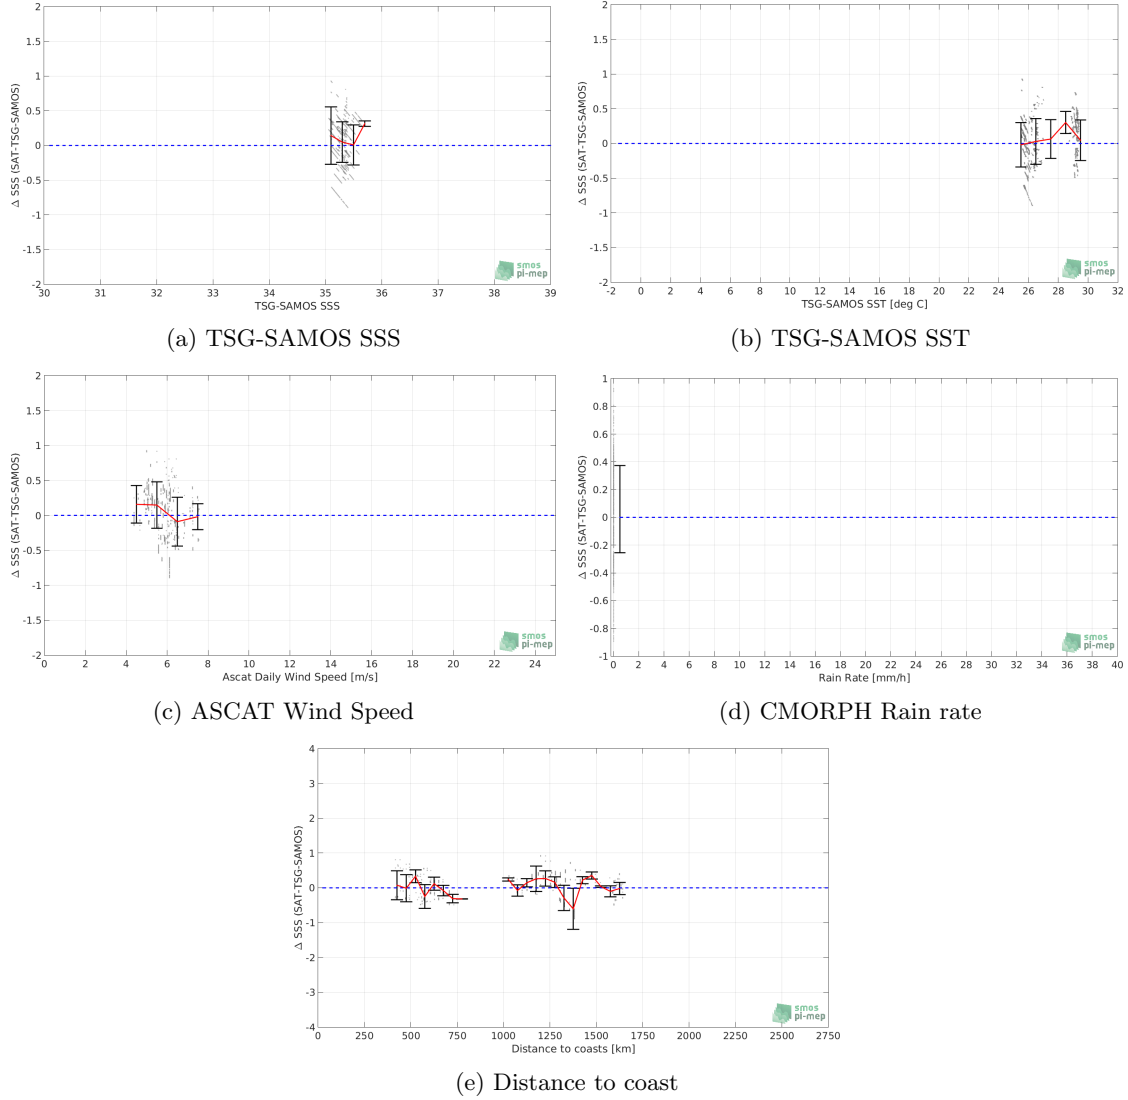 2
1.5
1
0.5
0
-0.5
-1
-1.5
-2
Δ SSS (SAT-TSG-SAMOS)
30 31 32 33 34 35 36 37 38 39
TSG-SAMOS SSS
smos
pi-mep
(a) TSG-SAMOS SSS
2
1.5
1
0.5
0
-0.5
-1
-1.5
-2
Δ SSS (SAT-TSG-SAMOS)
-2 0 2 4 6 8 10 12 14 16 18 20 22 24 26 28 30 32
TSG-SAMOS SST [deg C]
smos
pi-mep
(b) TSG-SAMOS SST
2
1.5
1
0.5
0
-0.5
-1
-1.5
-2
Δ SSS (SAT-TSG-SAMOS)
0 2 4 6 8 10 12 14 16 18 20 22 24
Ascat Daily Wind Speed [m/s]
smos
pi-mep
(c) ASCAT Wind Speed
1
0.8
0.6
0.4
0.2
0
-0.2
-0.4
-0.6
-0.8
-1
Δ SSS (SAT-TSG-SAMOS)
0 2 4 6 8 10 12 14 16 18 20 22 24 26 28 30 32 34 36 38 40
Rain Rate [mm/h]
smos
pi-mep
(d) CMORPH Rain rate
4
3
2
1
0
-1
-2
-3
-4
Δ SSS (SAT-TSG-SAMOS)
0 250 500 750 1000 1250 1500 1750 2000 2250 2500 2750
Distance to coasts [km]
smos
pi-mep
(e) Distance to coast